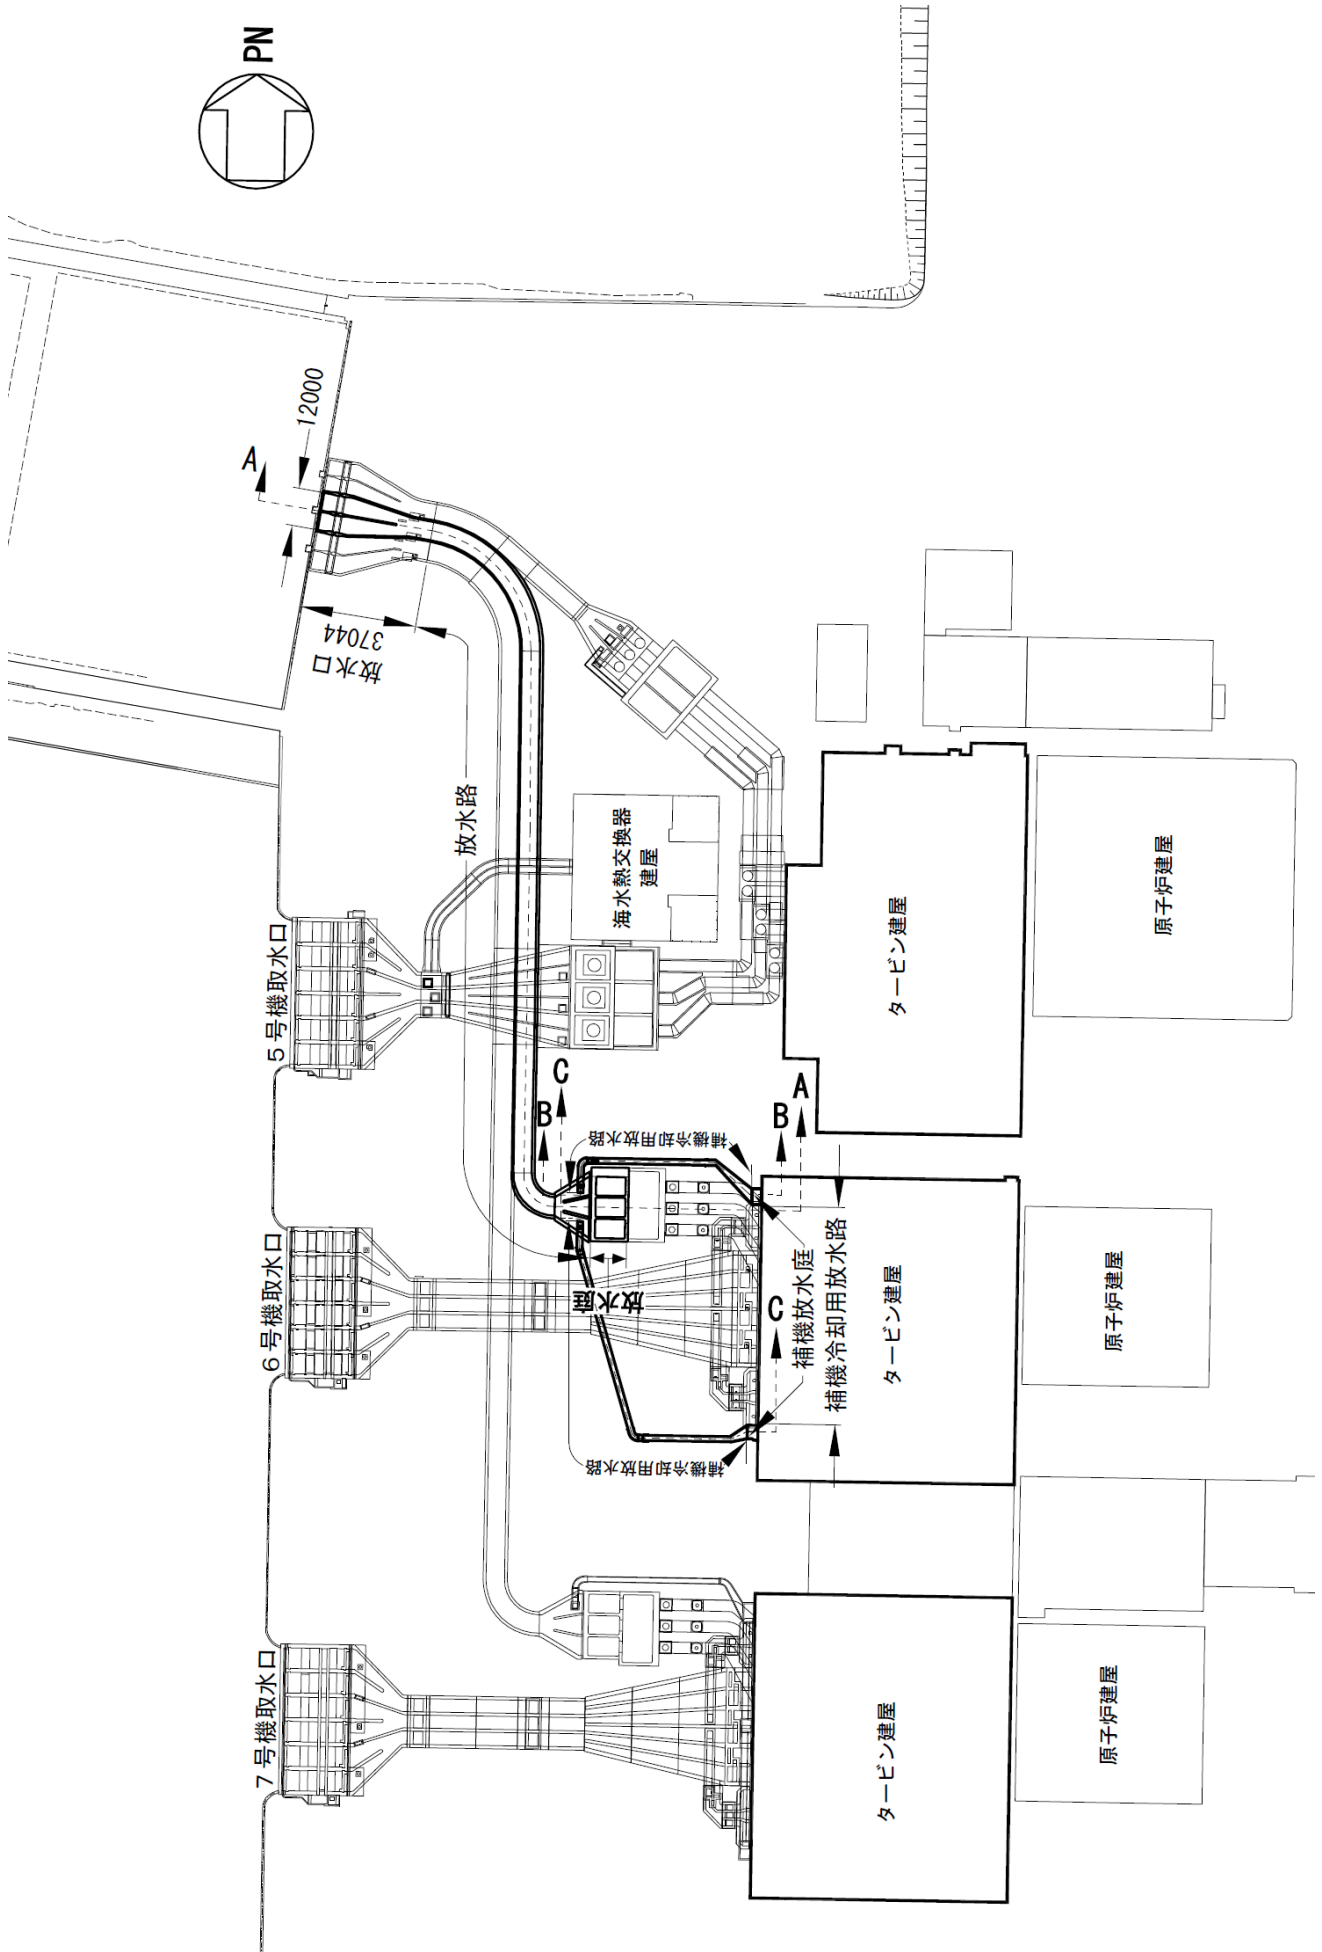 PN
12000
A
37044
放水口
放水路
海水熱交換器
建屋
5号機取水口
タービン建屋
原子炉建屋
C
B
A
B
補機冷却用放水路
6号機取水口
放水庭
補機放水庭
補機冷却用放水路
C
タービン建屋
原子炉建屋
補機冷却用放水路
7号機取水口
タービン建屋
原子炉建屋